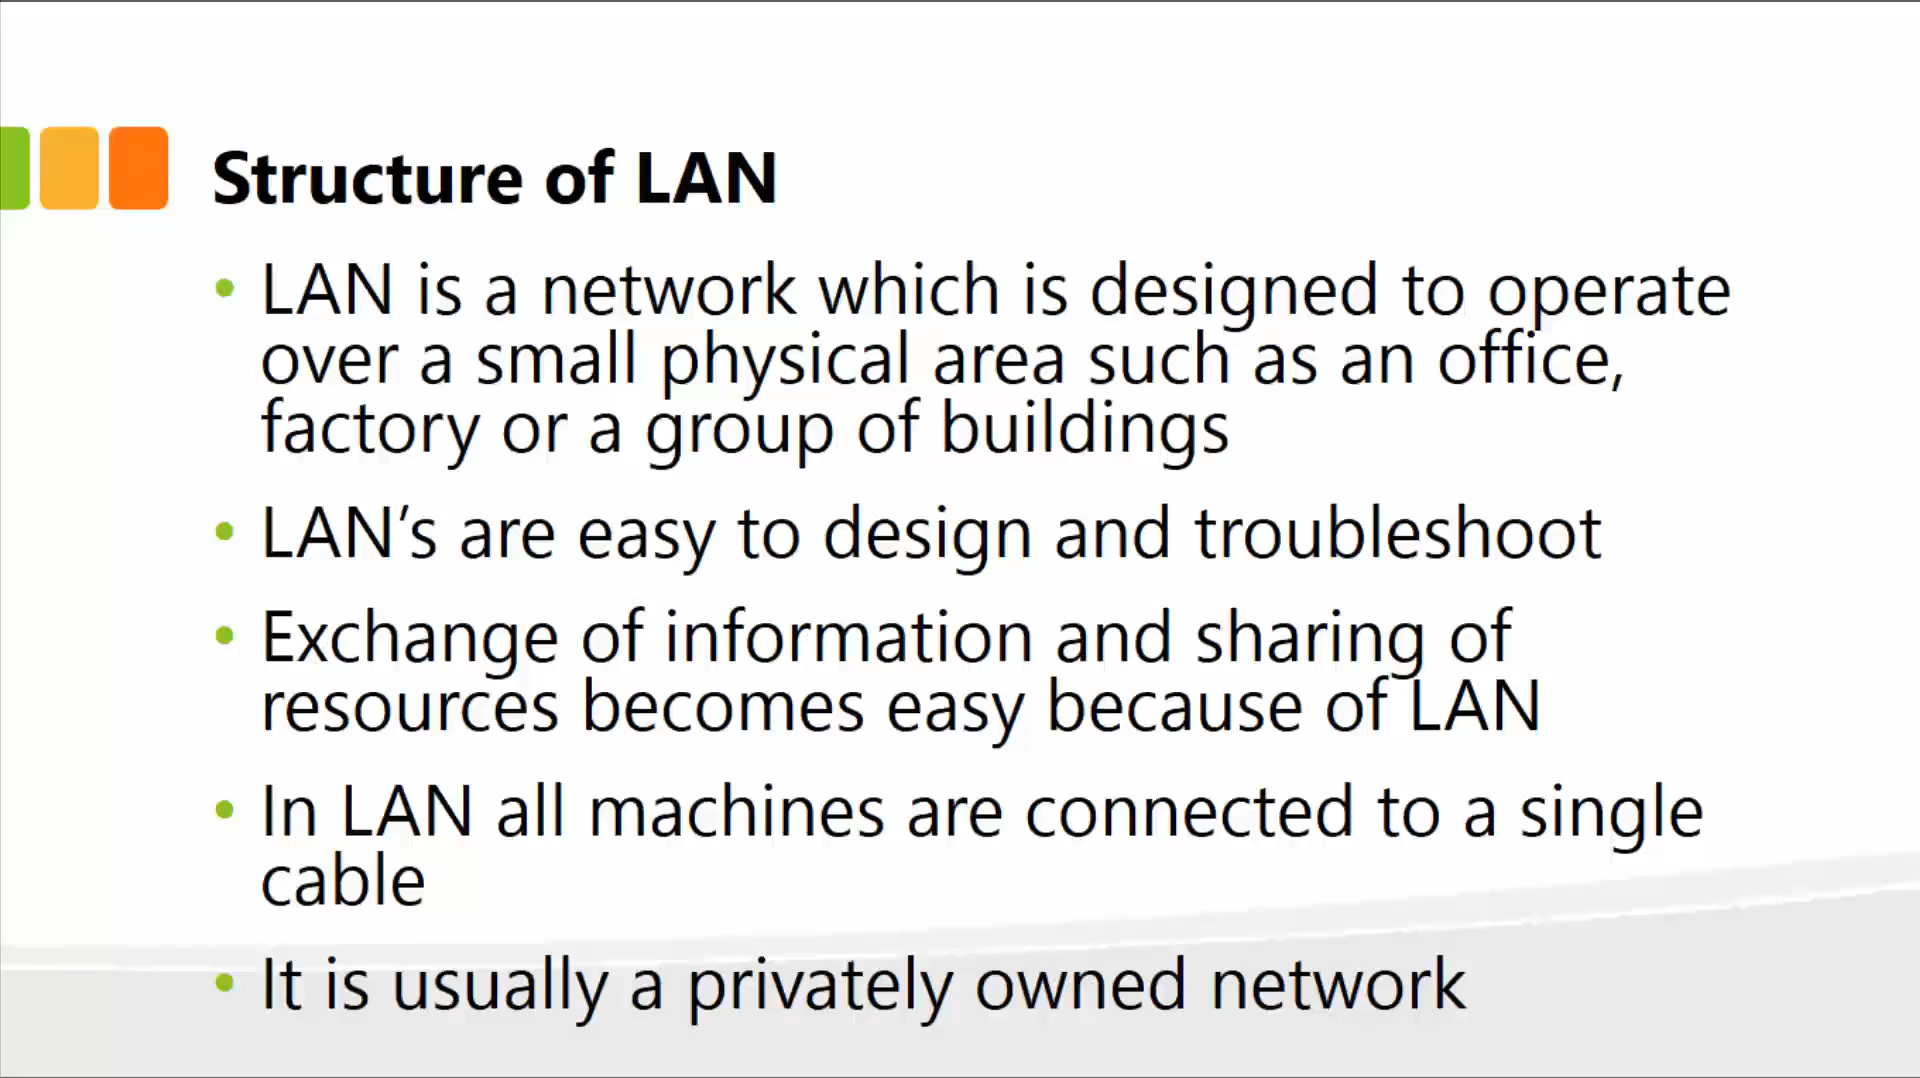 Structure of LAN
• LAN is a network which is designed to operate
over a small physical area such as an office,
factory or a group of buildings
• LAN’s are easy to design and troubleshoot
• Exchange of information and sharing of
resources becomes easy because of LAN
• In LAN all machines are connected to a single
cable
• It is usually a privately owned network